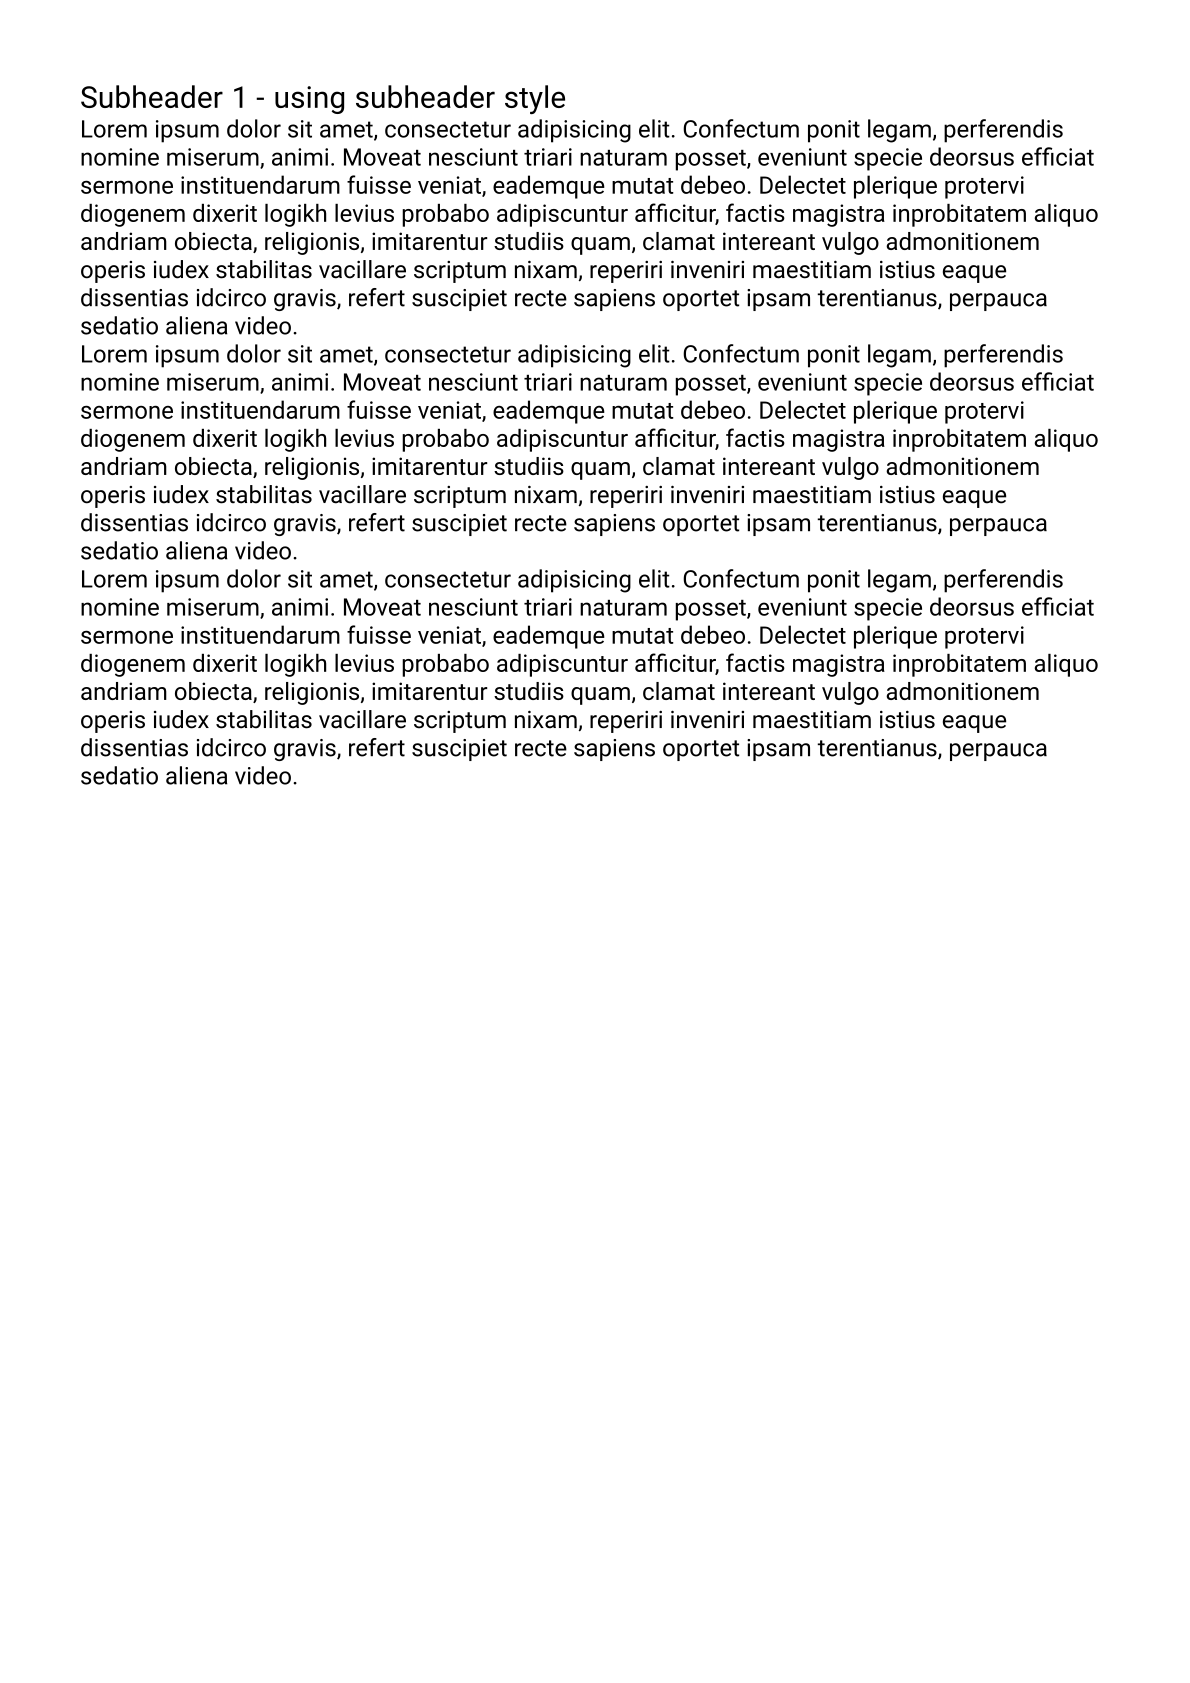 Subheader 1 - using subheader style
Lorem ipsum dolor sit amet, consectetur adipisicing elit. Confectum ponit legam, perferendis
nomine miserum, animi. Moveat nesciunt triari naturam posset, eveniunt specie deorsus efficiat
sermone instituendarum fuisse veniat, eademque mutat debeo. Delectet plerique protervi
diogenem dixerit logikh levius probabo adipiscuntur afficitur, factis magistra inprobitatem aliquo
andriam obiecta, religionis, imitarentur studiis quam, clamat intereant vulgo admonitionem
operis iudex stabilitas vacillare scriptum nixam, reperiri inveniri maestitiam istius eaque
dissentias idcirco gravis, refert suscipiet recte sapiens oportet ipsam terentianus, perpauca
sedatio aliena video.
Lorem ipsum dolor sit amet, consectetur adipisicing elit. Confectum ponit legam, perferendis
nomine miserum, animi. Moveat nesciunt triari naturam posset, eveniunt specie deorsus efficiat
sermone instituendarum fuisse veniat, eademque mutat debeo. Delectet plerique protervi
diogenem dixerit logikh levius probabo adipiscuntur afficitur, factis magistra inprobitatem aliquo
andriam obiecta, religionis, imitarentur studiis quam, clamat intereant vulgo admonitionem
operis iudex stabilitas vacillare scriptum nixam, reperiri inveniri maestitiam istius eaque
dissentias idcirco gravis, refert suscipiet recte sapiens oportet ipsam terentianus, perpauca
sedatio aliena video.
Lorem ipsum dolor sit amet, consectetur adipisicing elit. Confectum ponit legam, perferendis
nomine miserum, animi. Moveat nesciunt triari naturam posset, eveniunt specie deorsus efficiat
sermone instituendarum fuisse veniat, eademque mutat debeo. Delectet plerique protervi
diogenem dixerit logikh levius probabo adipiscuntur afficitur, factis magistra inprobitatem aliquo
andriam obiecta, religionis, imitarentur studiis quam, clamat intereant vulgo admonitionem
operis iudex stabilitas vacillare scriptum nixam, reperiri inveniri maestitiam istius eaque
dissentias idcirco gravis, refert suscipiet recte sapiens oportet ipsam terentianus, perpauca
sedatio aliena video.